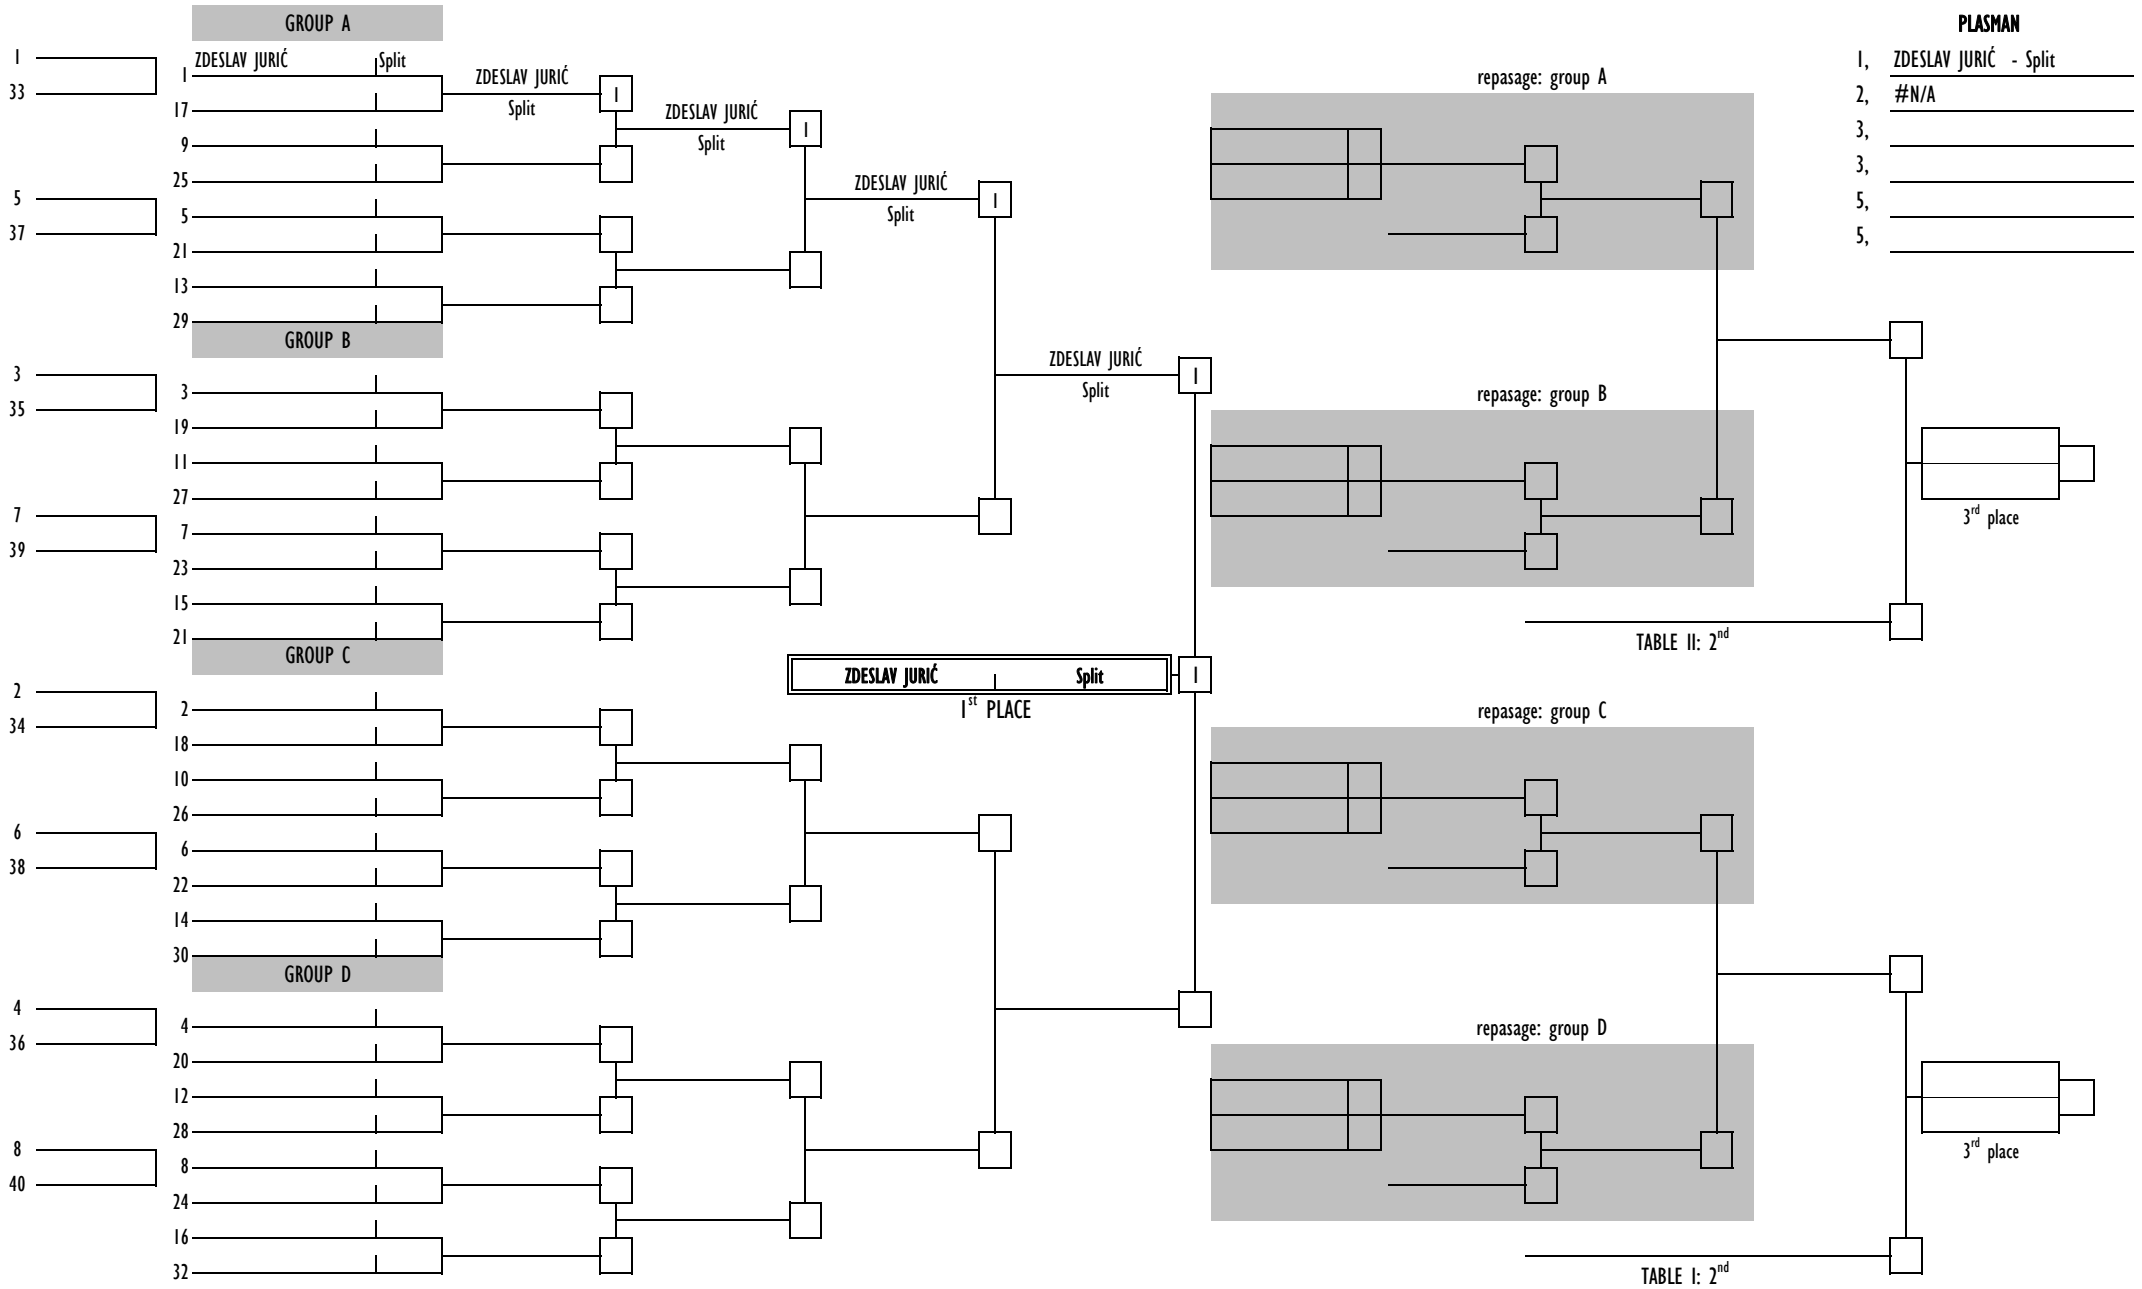 GROUP A
1
33
5
37
1 ZDESLAV JURIĆ Split
17
9
25
5
21
13
29
ZDESLAV JURIĆ
Split
1
ZDESLAV JURIĆ
Split
1
ZDESLAV JURIĆ
Split
1
GROUP B
3
35
7
39
3
19
11
27
7
23
15
21
ZDESLAV JURIĆ
Split
1
GROUP C
2
34
6
38
2
18
10
26
6
22
14
30
ZDESLAV JURIĆ Split 1
1st PLACE
GROUP D
4
36
8
40
4
20
12
28
8
24
16
32
repasage: group A
repasage: group B
TABLE II: 2nd
repasage: group C
repasage: group D
TABLE I: 2nd
3rd place
3rd place
PLASMAN
1, ZDESLAV JURIĆ - Split
2, #N/A
3,
3,
5,
5,